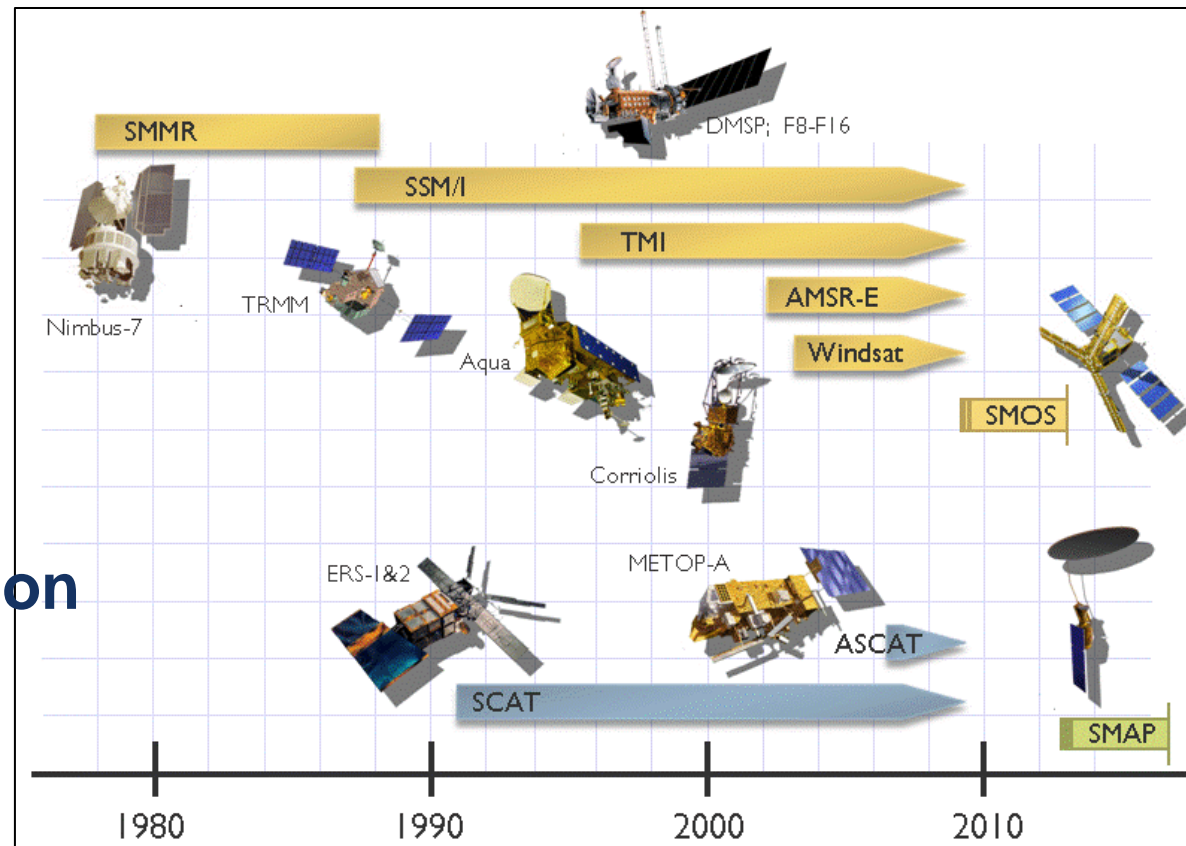 DMSP; F8-F16
SMMR
SSM/I
TMI
TRMM
AMSR-E
Nimbus-7
Aqua
Windsat
SMOS
Corriolis
ERS-1&2
METOP-A
on
ASCAT
SCAT
SMAP
1980 1990 2000 2010